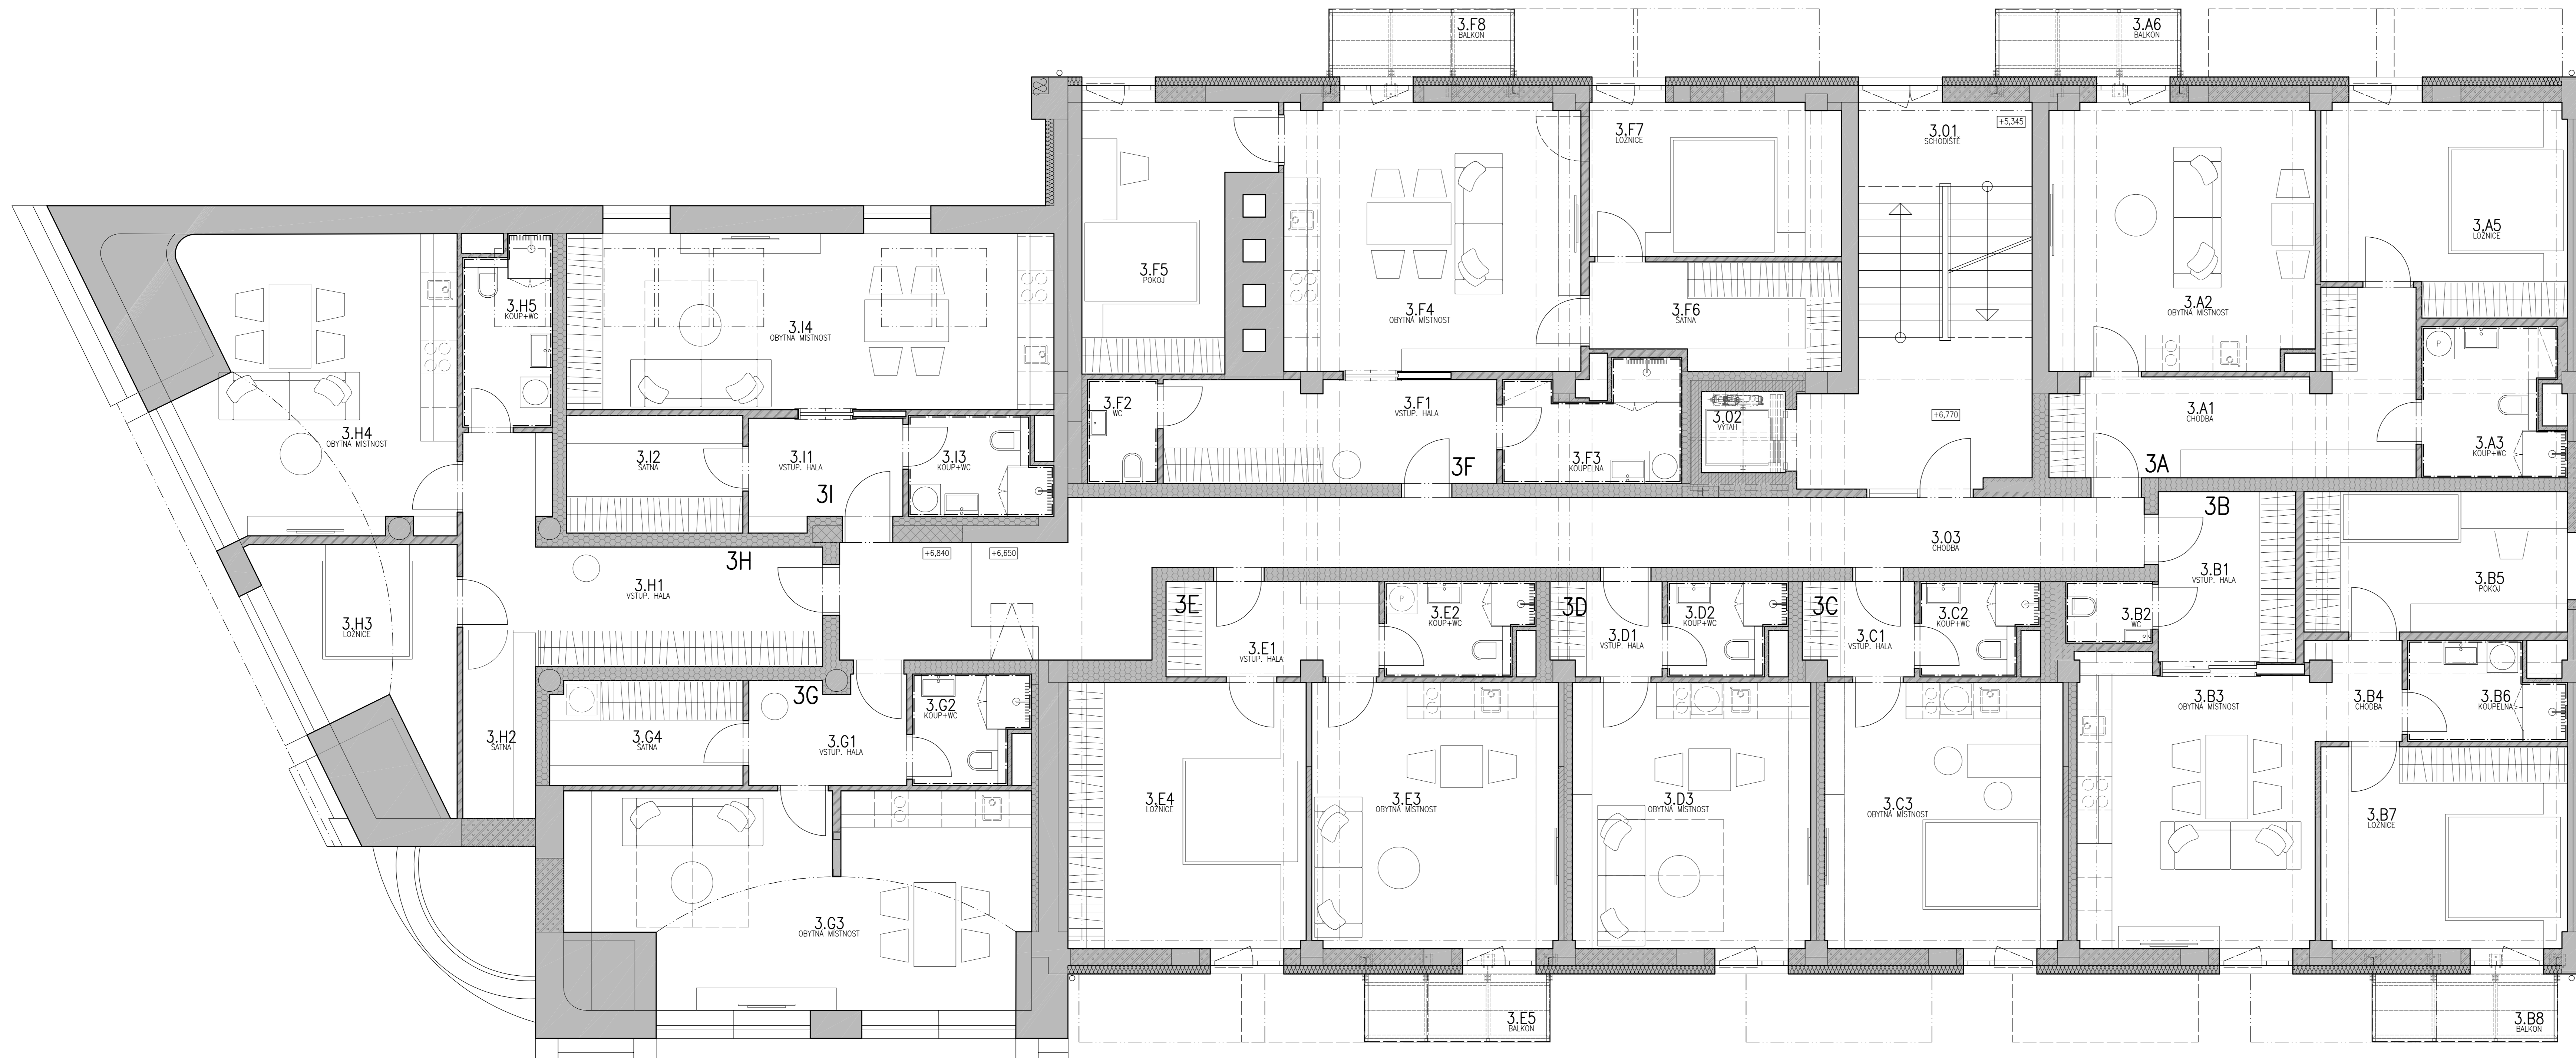 3.F8
BALKON
3.A6
BALKON
3.F7
LOŽNICE
3.01
SCHODIŠTĚ
+5,345
3.A5
LOŽNICE
3.F5
POKOJ
3.H5
KOUP+WC
3.I4
OBYTNÁ MÍSTNOST
3.F4
OBYTNÁ MÍSTNOST
3.F6
ŠATNA
3.A2
OBYTNÁ MÍSTNOST
P
3.H4
OBYTNÁ MÍSTNOST
3.F2
WC
3.F1
VSTUP. HALA
3.02
VÝTAH
+6,770
3.A1
CHODBA
3.A3
KOUP+WC
3.I2
ŠATNA
3.I1
VSTUP. HALA
3I
3.I3
KOUP+WC
3F
3.F3
KOUPELNA
3A
3B
3H
+6,840
+6,650
3.03
CHODBA
3.B1
VSTUP. HALA
3.B5
POKOJ
3.H1
VSTUP. HALA
3.H3
LOŽNICE
3E
P
3.E2
KOUP+WC
3D
3.D2
KOUP+WC
3C
3.C2
KOUP+WC
3.B2
WC
3.E1
VSTUP. HALA
3.D1
VSTUP. HALA
3.C1
VSTUP. HALA
3G
3.G2
KOUP+WC
3.B3
OBYTNÁ MÍSTNOST
3.B4
CHODBA
3.B6
KOUPELNA
3.H2
ŠATNA
3.G4
ŠATNA
3.G1
VSTUP. HALA
3.E4
LOŽNICE
3.E3
OBYTNÁ MÍSTNOST
3.D3
OBYTNÁ MÍSTNOST
3.C3
OBYTNÁ MÍSTNOST
3.B7
LOŽNICE
3.G3
OBYTNÁ MÍSTNOST
3.E5
BALKON
3.B8
BALKON